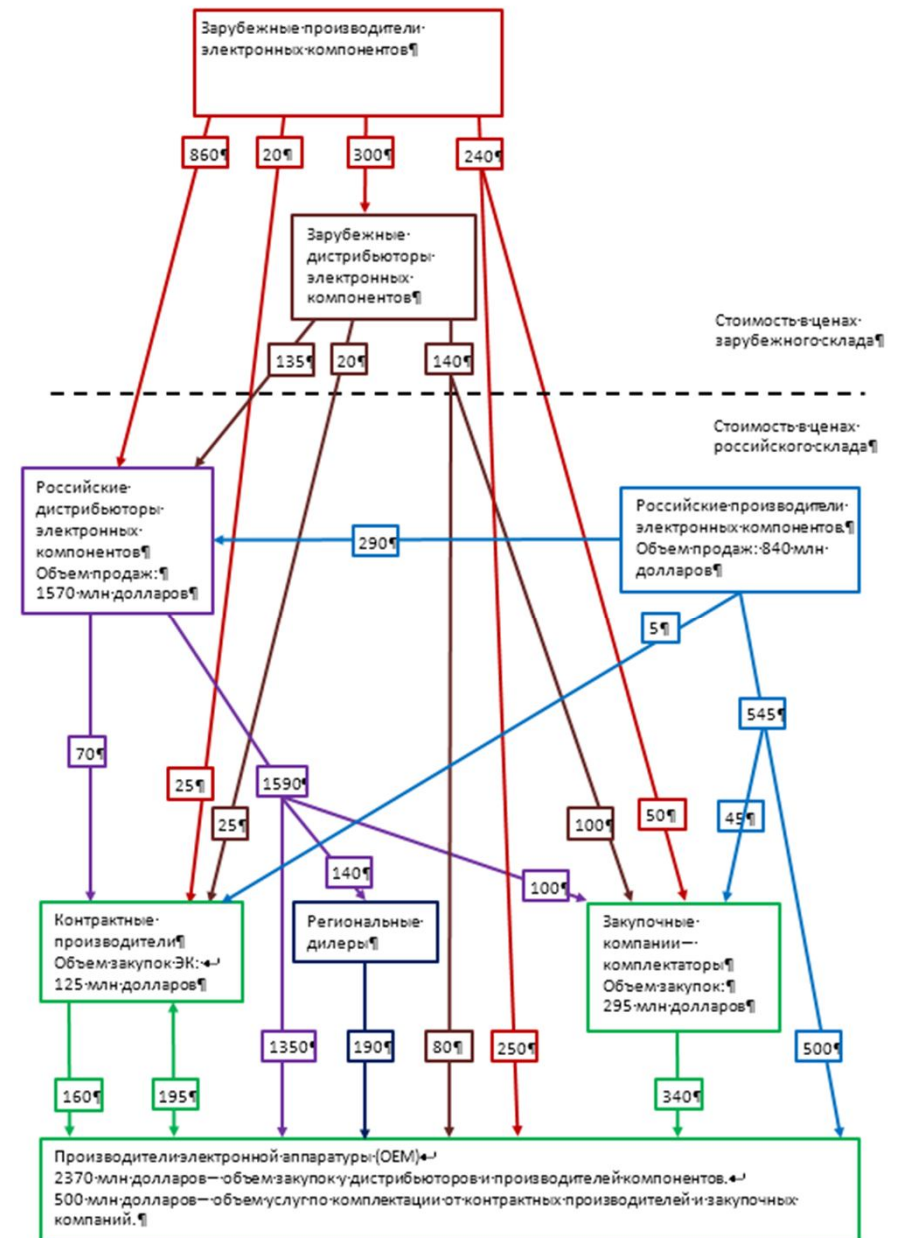 Зарубежные·производители·
электронных·компонентов¶
860¶
20¶
300¶
240¶
Зарубежные·
дистрибьюторы·
электронных·
компонентов¶
Стоимость·в·ценах·
зарубежного·склада¶
135¶
20¶
140¶
Стоимость·в·ценах·
российского·склада¶
Российские·
дистрибьюторы·
электронных·
компонентов¶
Объем·продаж:¶
1570·млн·долларов¶
Российские·производители·
электронных·компонентов.¶
Объем·продаж:·840·млн·
долларов¶
290¶
5¶
545¶
70¶
25¶
1590¶
25¶
100¶
50¶
45¶
140¶
100¶
Контрактные·
производители¶
Объем·закупок·ЭК:·↵
125·млн·долларов¶
Региональные·
дилеры¶
Закупочные·
компании—·
комплектаторы¶
Объем·закупок:¶
295·млн·долларов¶
1350¶
190¶
80¶
250¶
500¶
160¶
195¶
340¶
Производители·электронной·аппаратуры·(OEM)↵
2370·млн·долларов—·объем·закупок·у·дистрибьюторов·и·производителей·компонентов.↵
500·млн·долларов—·объем·услуг·по·комплектации·от·контрактных·производителей·и·закупочных·
компаний.¶